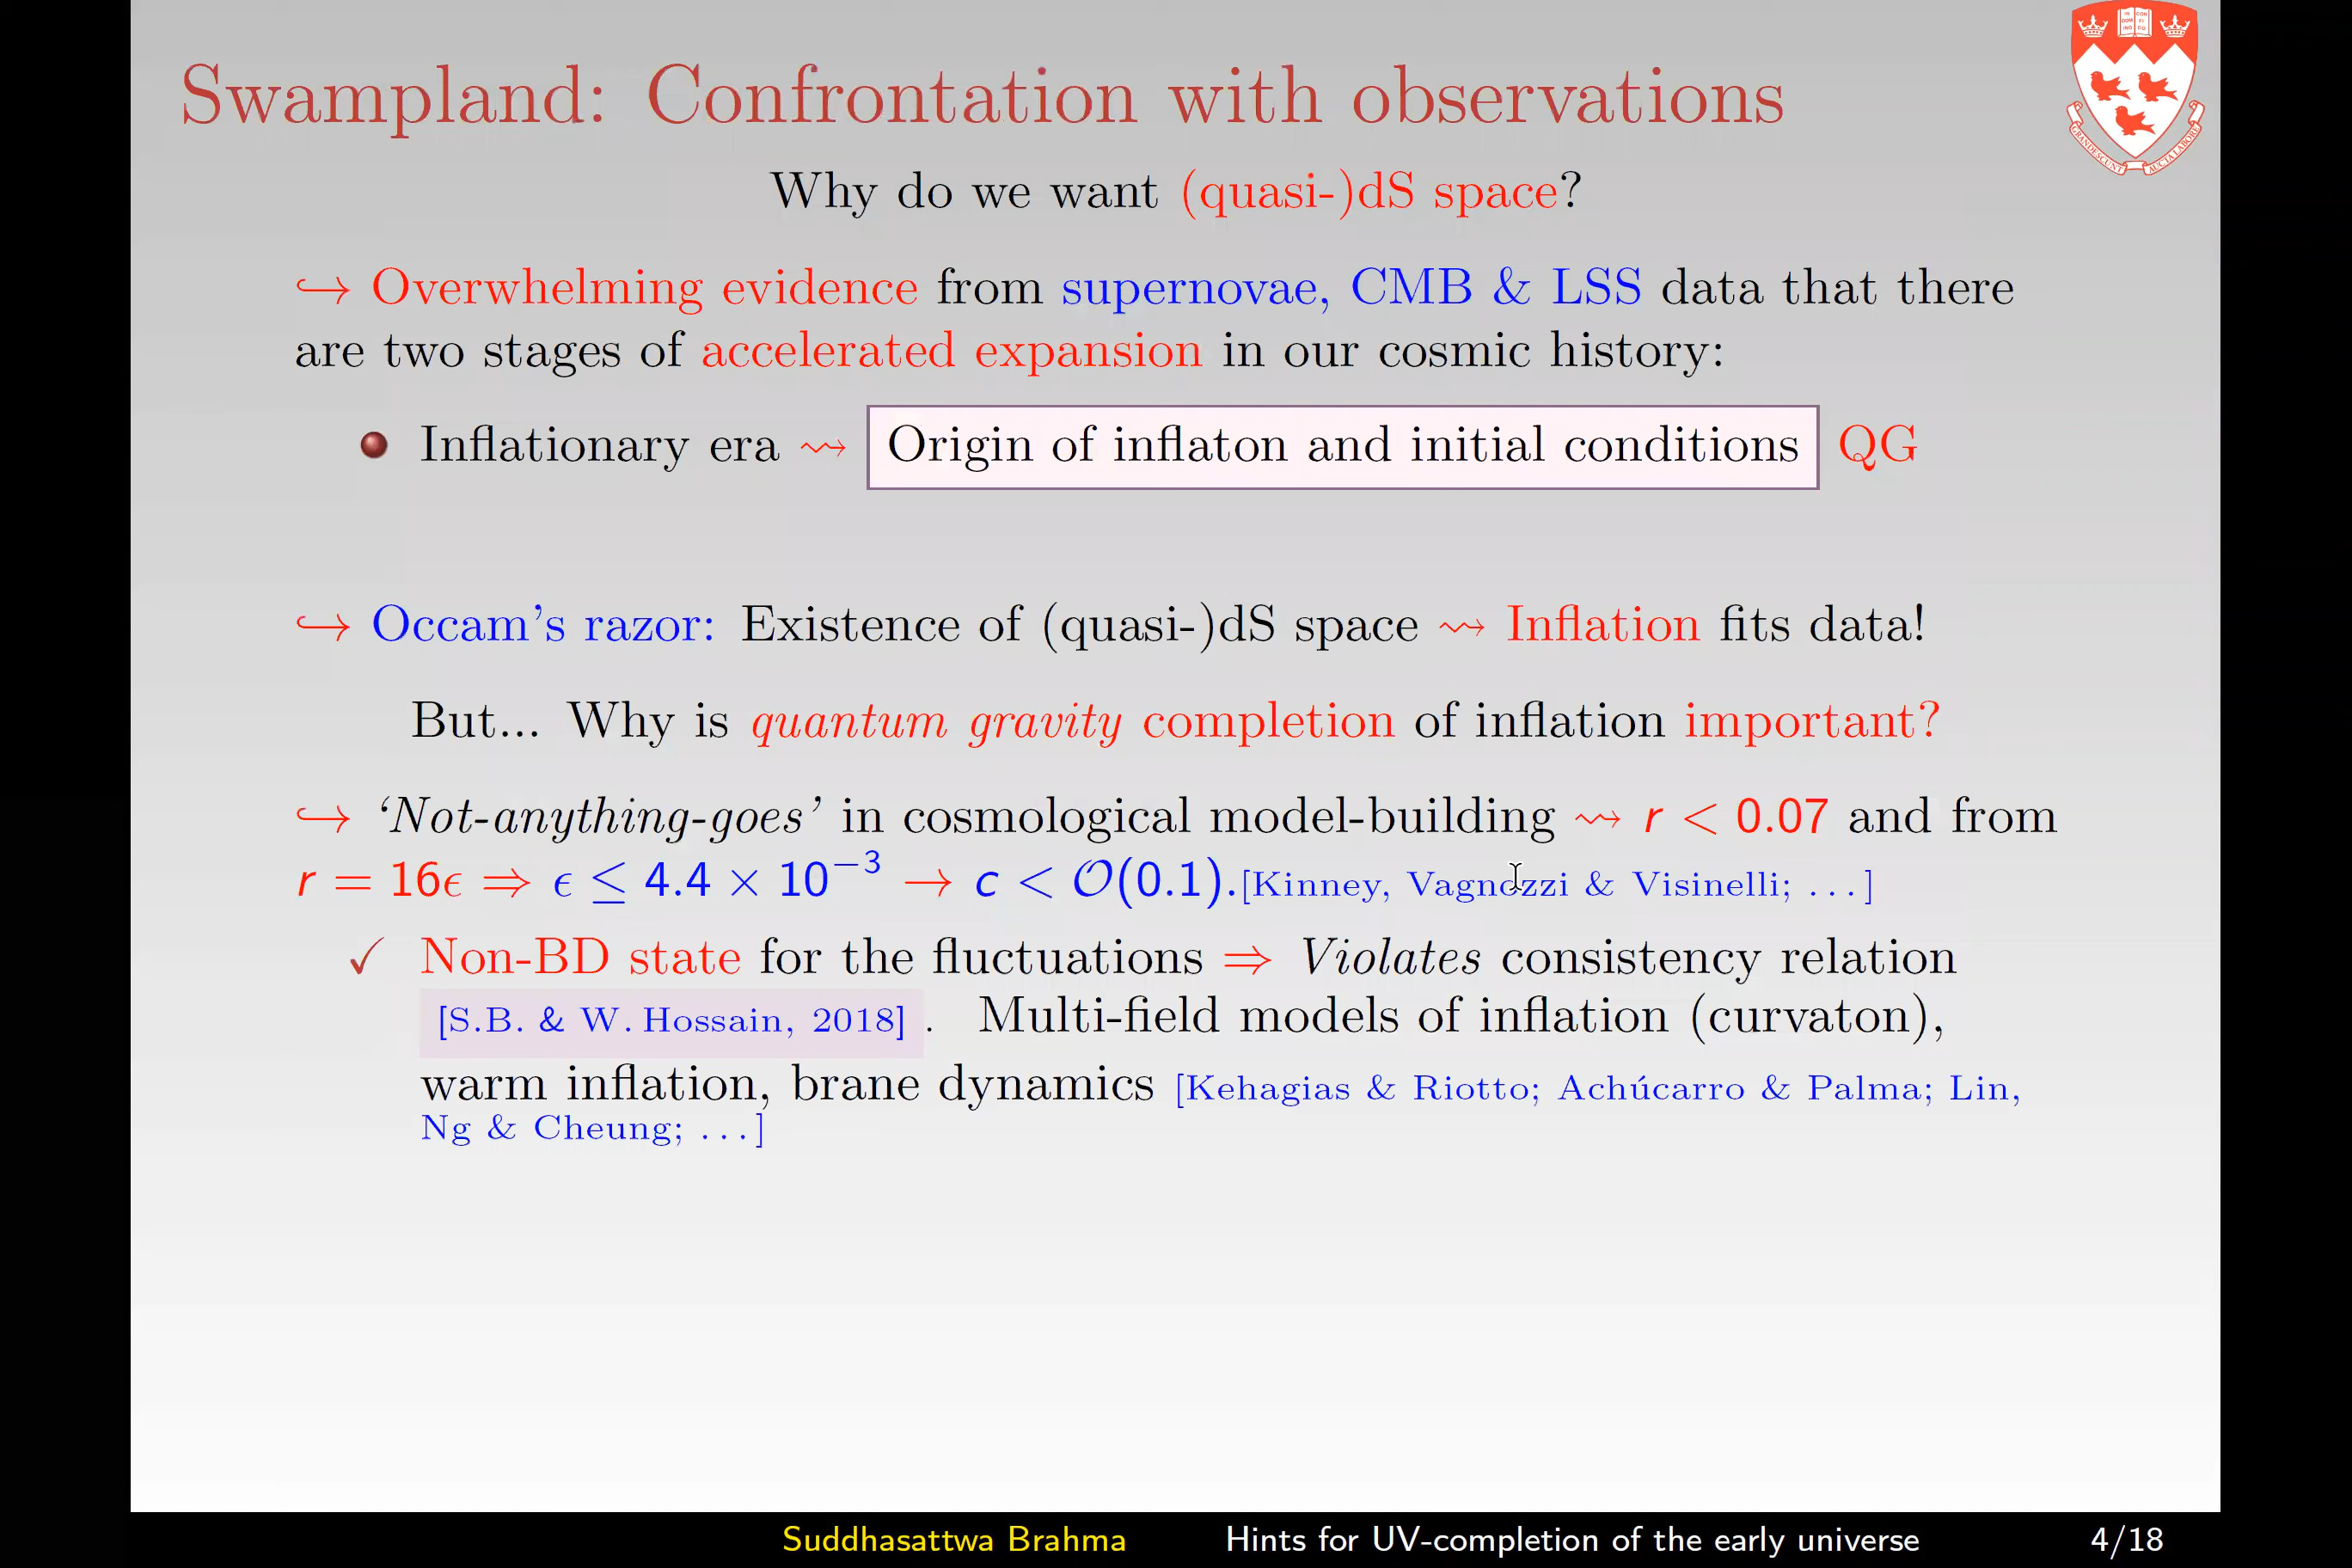 Swampland: Confrontation with observations
Why do we want (quasi-)dS space?
↪ Overwhelming evidence from supernovae, CMB & LSS data that there
are two stages of accelerated expansion in our cosmic history:
Inflationary era ⇝ Origin of inflaton and initial conditions QG
↪ Occam's razor: Existence of (quasi-)dS space ⇝ Inflation fits data!
But... Why is quantum gravity completion of inflation important?
↪ ‘Not-anything-goes’ in cosmological model-building ⇝ r < 0.07 and from
r = 16ϵ ⇒ ϵ ≤ 4.4 × 10⁻³ → c < 𝒪(0.1).[Kinney, Vagnozzi & Visinelli; ...]
✓ Non-BD state for the fluctuations ⇒ Violates consistency relation
[S.B. & W. Hossain, 2018] . Multi-field models of inflation (curvaton),
warm inflation, brane dynamics [Kehagias & Riotto; Achúcarro & Palma; Lin,
Ng & Cheung; ...]
GRANDESCUNT AUCTA LABORE
Suddhasattwa Brahma Hints for UV-completion of the early universe 4/18